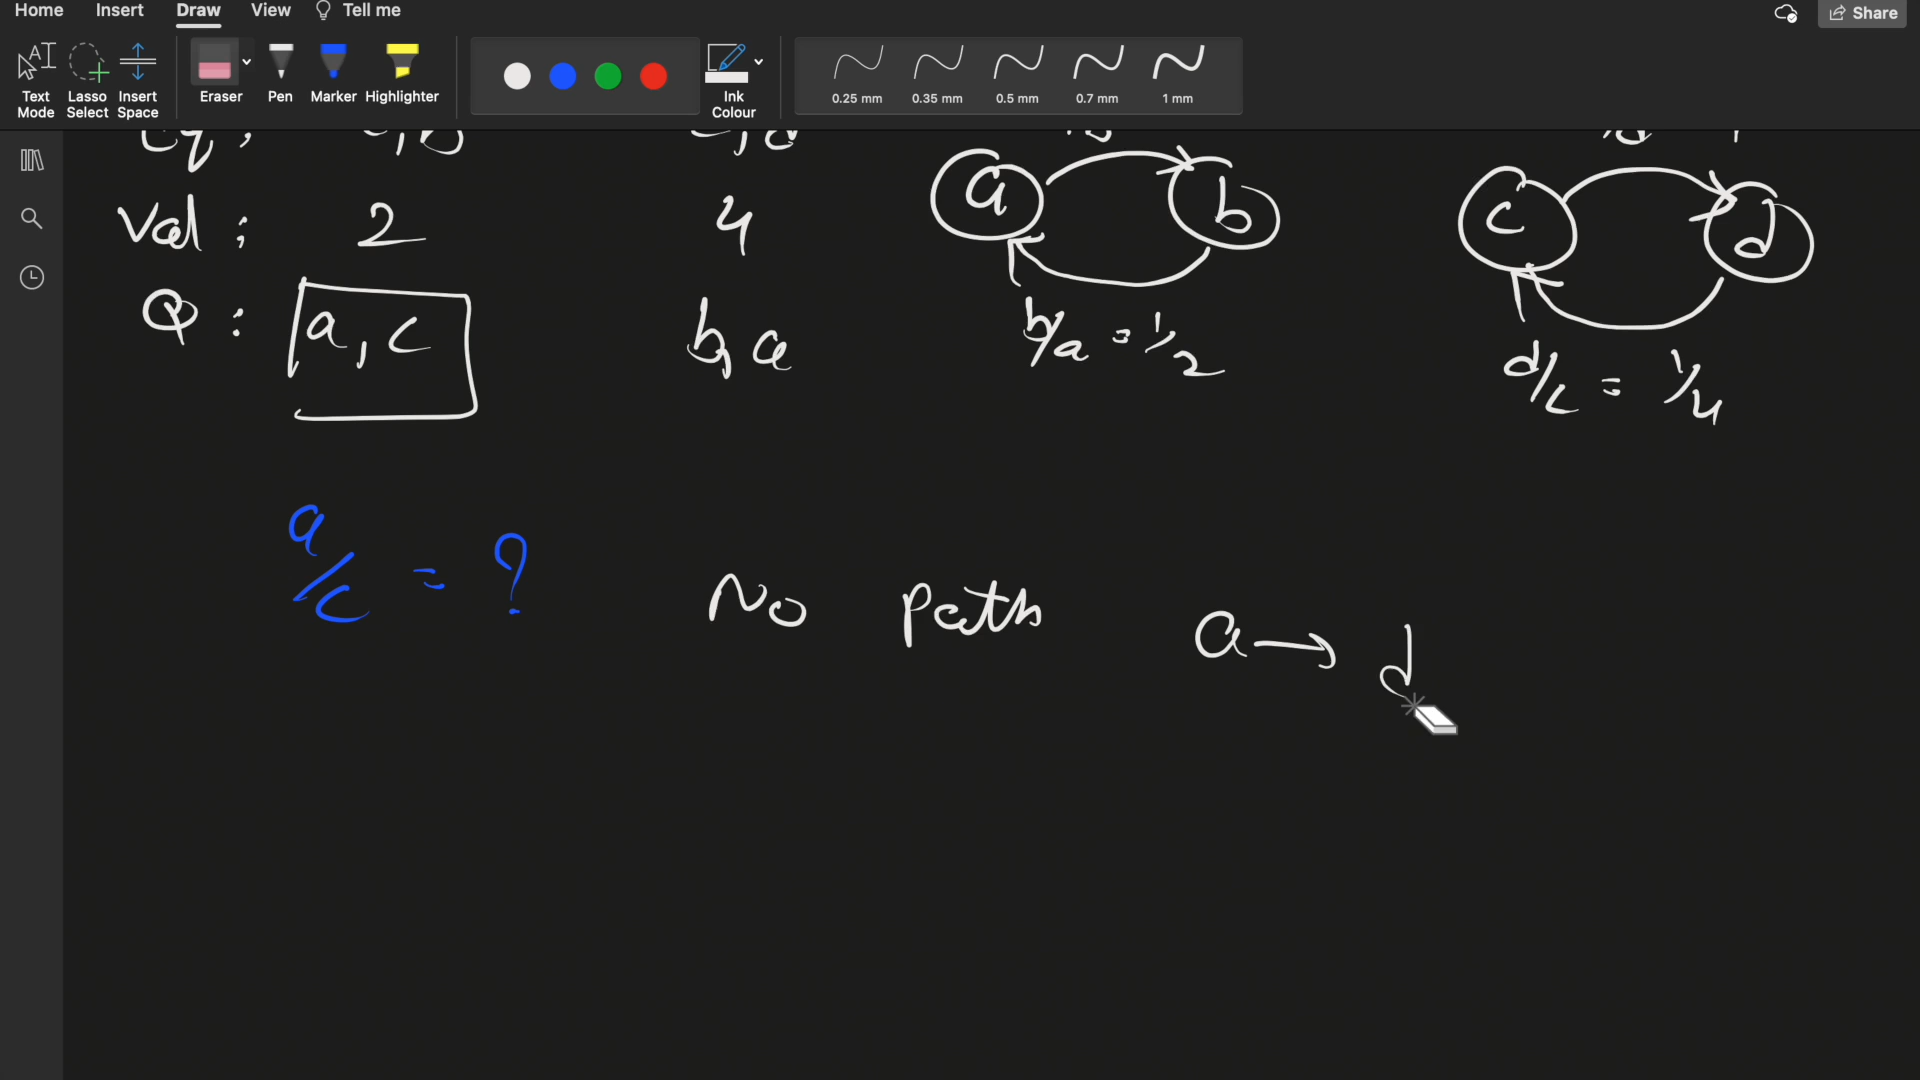 Home Insert Draw View Tell me Share
Text Mode Lasso Select Insert Space Eraser Pen Marker Highlighter Ink Colour 0.25 mm 0.35 mm 0.5 mm 0.7 mm 1 mm
a b c d
Val : 2 4
Q : a, c b, a b/a = 1/2
d/c = 1/4
a/c = ? No path a → d